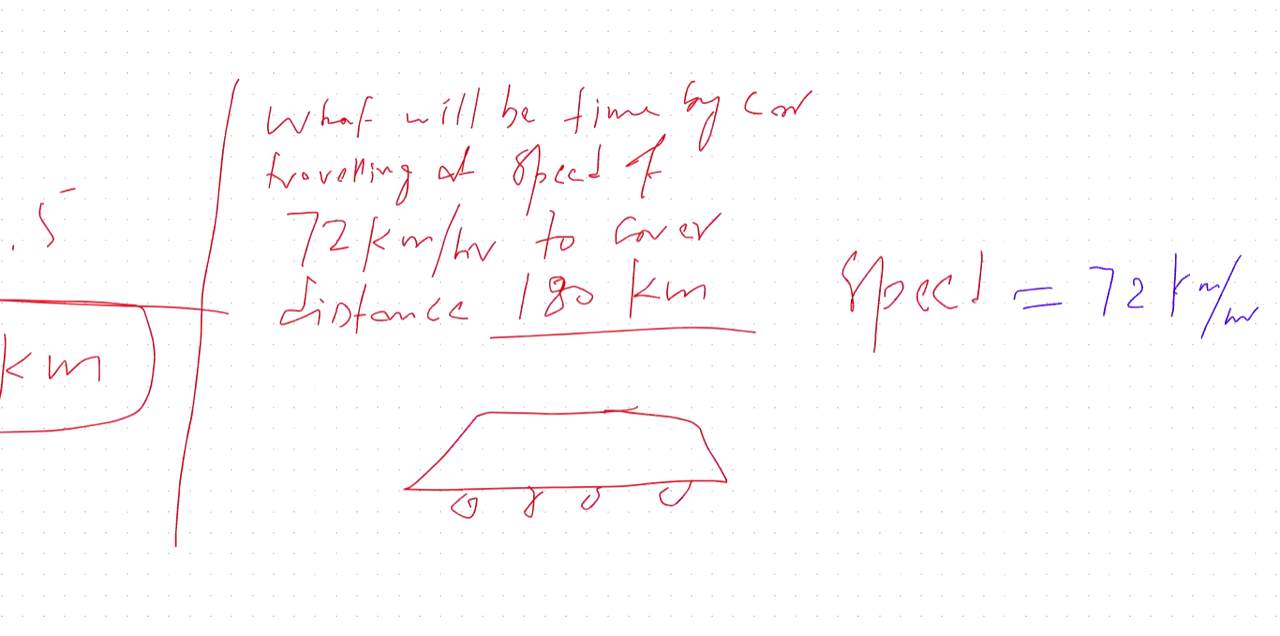 .5
km
What will be time by car
travelling at speed of
72 km/hr to cover
distance 180 km
Speed = 72 km/hr